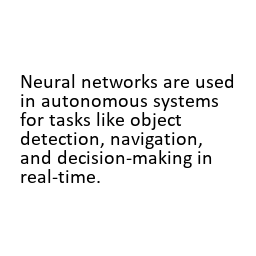 Neural networks are used
in autonomous systems
for tasks like object
detection, navigation,
and decision-making in
real-time.